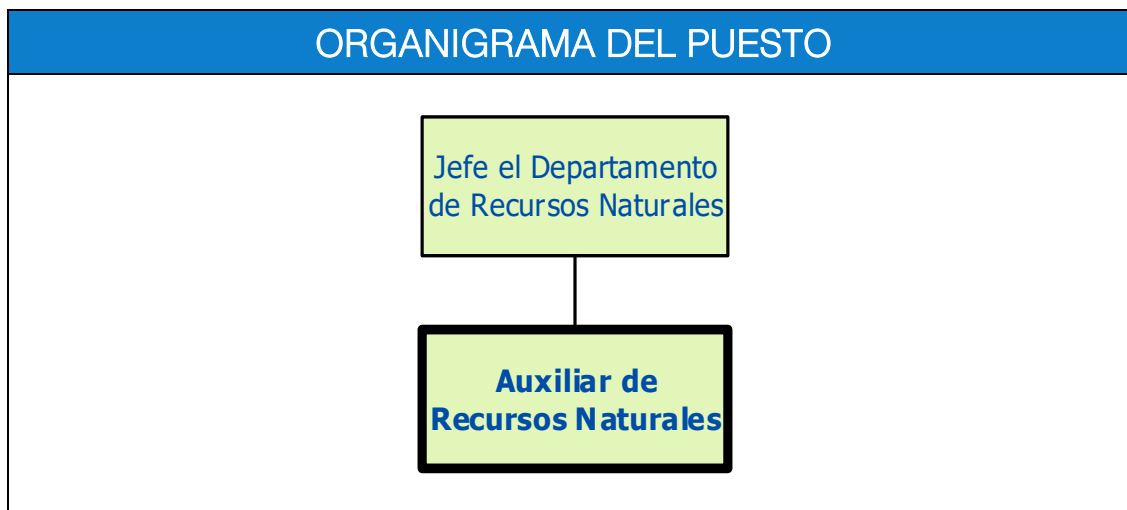 ORGANIGRAMA DEL PUESTO
Jefe el Departamento
de Recursos Naturales
Auxiliar de
Recursos Naturales